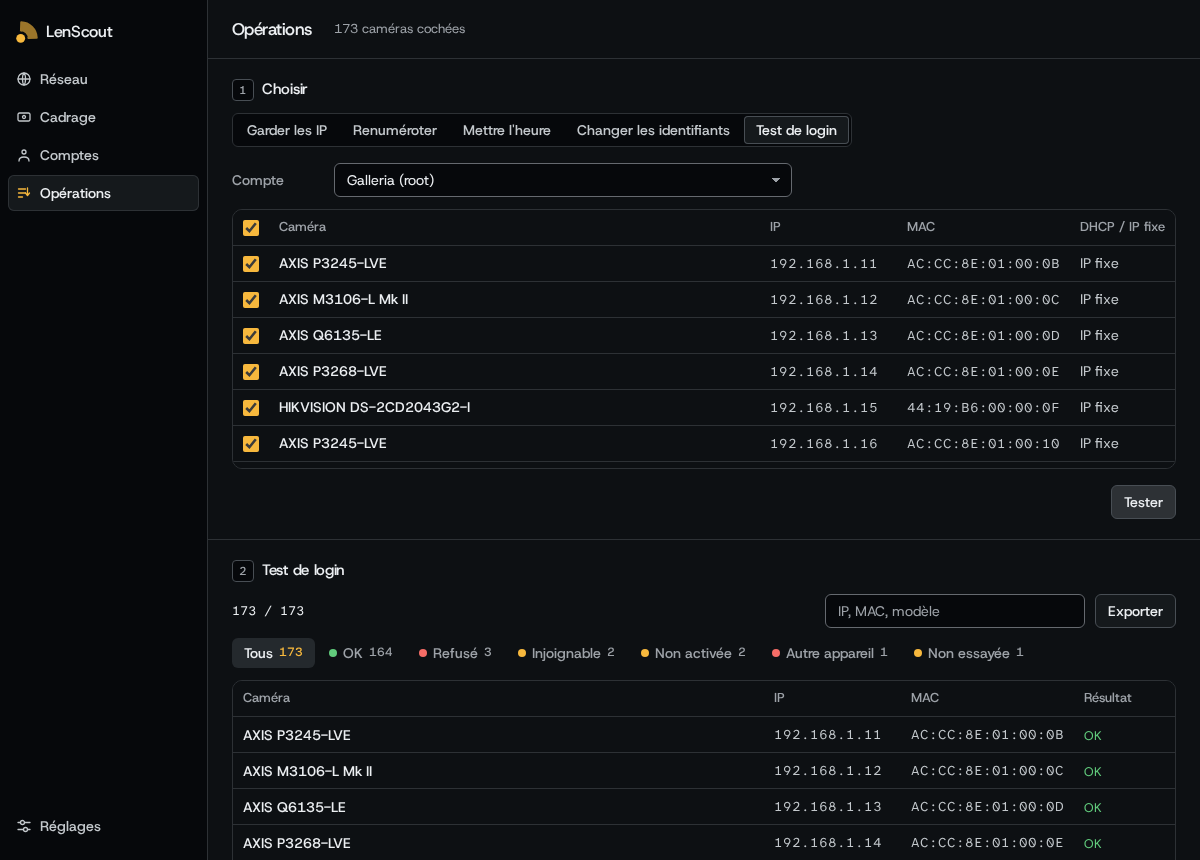 LenScout
Réseau
Cadrage
Comptes
Opérations
Réglages
Opérations 173 caméras cochées
1 Choisir
Garder les IP Renuméroter Mettre l'heure Changer les identifiants Test de login
Compte Galleria (root)
Caméra IP MAC DHCP / IP fixe
AXIS P3245-LVE 192.168.1.11 AC:CC:8E:01:00:0B IP fixe
AXIS M3106-L Mk II 192.168.1.12 AC:CC:8E:01:00:0C IP fixe
AXIS Q6135-LE 192.168.1.13 AC:CC:8E:01:00:0D IP fixe
AXIS P3268-LVE 192.168.1.14 AC:CC:8E:01:00:0E IP fixe
HIKVISION DS-2CD2043G2-I 192.168.1.15 44:19:B6:00:00:0F IP fixe
AXIS P3245-LVE 192.168.1.16 AC:CC:8E:01:00:10 IP fixe
Tester
2 Test de login
173 / 173 IP, MAC, modèle Exporter
Tous 173 OK 164 Refusé 3 Injoignable 2 Non activée 2 Autre appareil 1 Non essayée 1
Caméra IP MAC Résultat
AXIS P3245-LVE 192.168.1.11 AC:CC:8E:01:00:0B OK
AXIS M3106-L Mk II 192.168.1.12 AC:CC:8E:01:00:0C OK
AXIS Q6135-LE 192.168.1.13 AC:CC:8E:01:00:0D OK
AXIS P3268-LVE 192.168.1.14 AC:CC:8E:01:00:0E OK